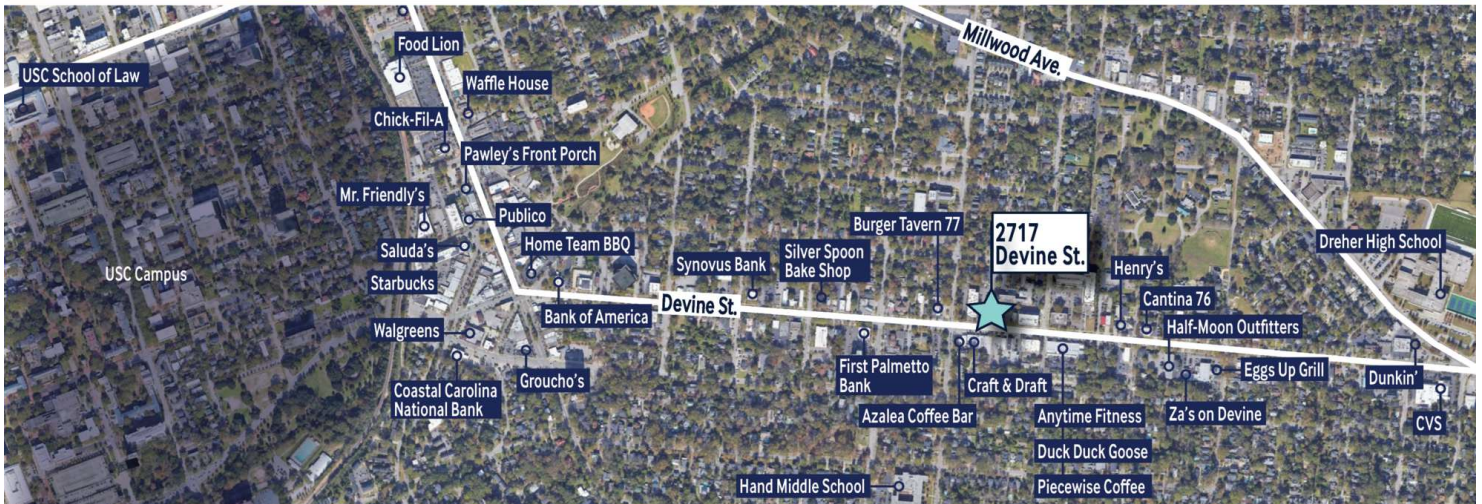 Food Lion
USC School of Law
Waffle House
Millwood Ave.
Chick-Fil-A
Pawley's Front Porch
Mr. Friendly's
Publico
Saluda's
Home Team BBQ
Starbucks
USC Campus
Synovus Bank
Silver Spoon
Bake Shop
Burger Tavern 77
2717
Devine St.
Henry's
Cantina 76
Half-Moon Outfitters
Dreher High School
Devine St.
Bank of America
Walgreens
Groucho's
Coastal Carolina
National Bank
First Palmetto
Bank
Azalea Coffee Bar
Craft & Draft
Anytime Fitness
Duck Duck Goose
Piecewise Coffee
Za's on Devine
Eggs Up Grill
Dunkin'
CVS
Hand Middle School